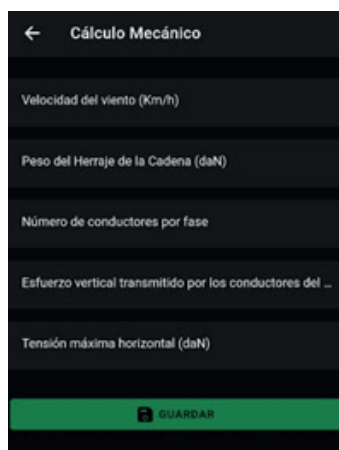 Cálculo Mecánico
Velocidad del viento (Km/h)
Peso del Herraje de la Cadena (daN)
Número de conductores por fase
Esfuerzo vertical transmitido por los conductores del ...
Tensión máxima horizontal (daN)
GUARDAR